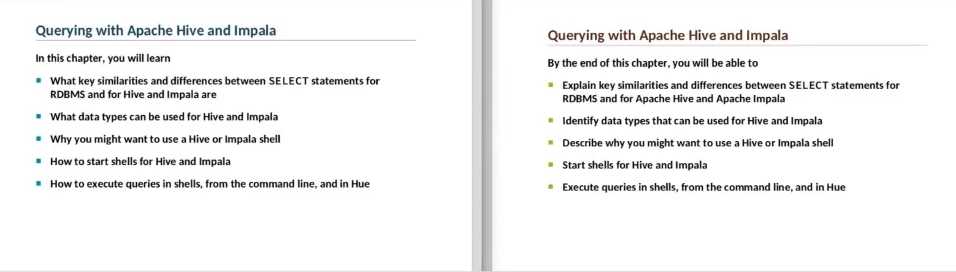 Querying with Apache Hive and Impala
In this chapter, you will learn
What key similarities and differences between SELECT statements for
RDBMS and for Hive and Impala are
What data types can be used for Hive and Impala
Why you might want to use a Hive or Impala shell
How to start shells for Hive and Impala
How to execute queries in shells, from the command line, and in Hue
Querying with Apache Hive and Impala
By the end of this chapter, you will be able to
Explain key similarities and differences between SELECT statements for
RDBMS and for Apache Hive and Apache Impala
Identify data types that can be used for Hive and Impala
Describe why you might want to use a Hive or Impala shell
Start shells for Hive and Impala
Execute queries in shells, from the command line, and in Hue